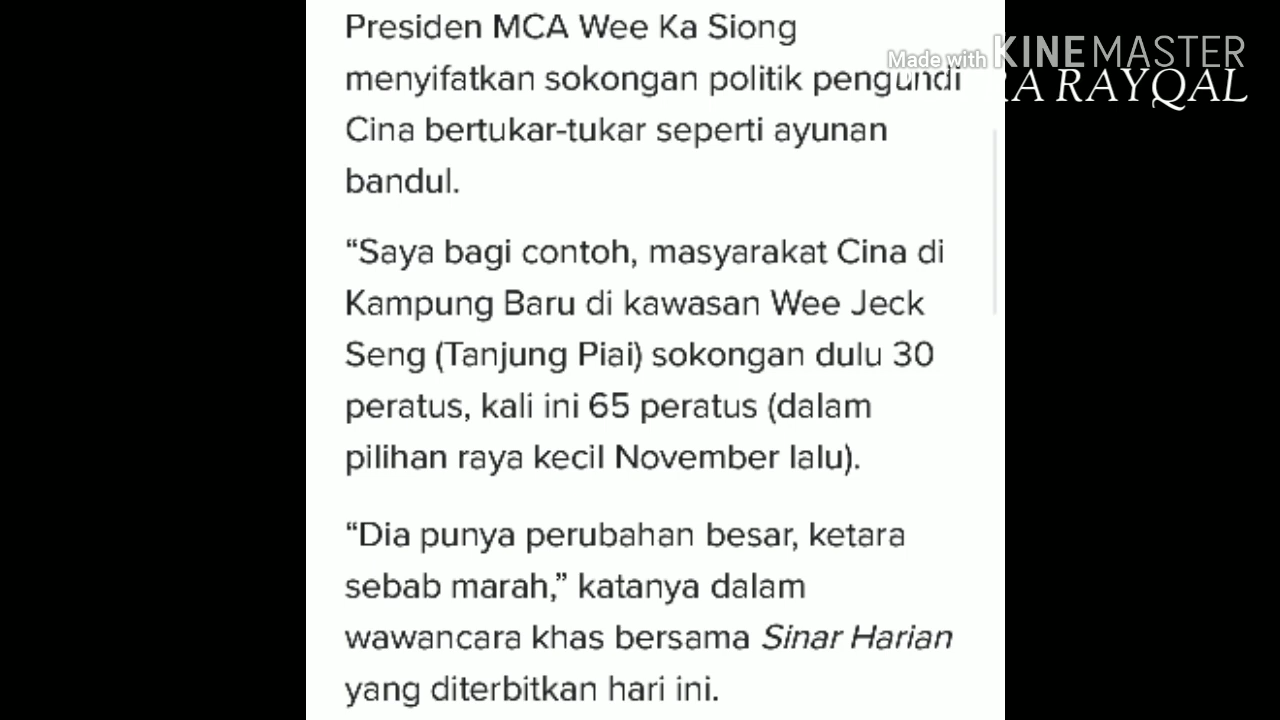 Presiden MCA Wee Ka Siong
menyifatkan sokongan politik pengundi
Cina bertukar-tukar seperti ayunan
bandul.
“Saya bagi contoh, masyarakat Cina di
Kampung Baru di kawasan Wee Jeck
Seng (Tanjung Piai) sokongan dulu 30
peratus, kali ini 65 peratus (dalam
pilihan raya kecil November lalu).
“Dia punya perubahan besar, ketara
sebab marah,” katanya dalam
wawancara khas bersama Sinar Harian
yang diterbitkan hari ini.
Made with KINEMASTER
RAYQAL